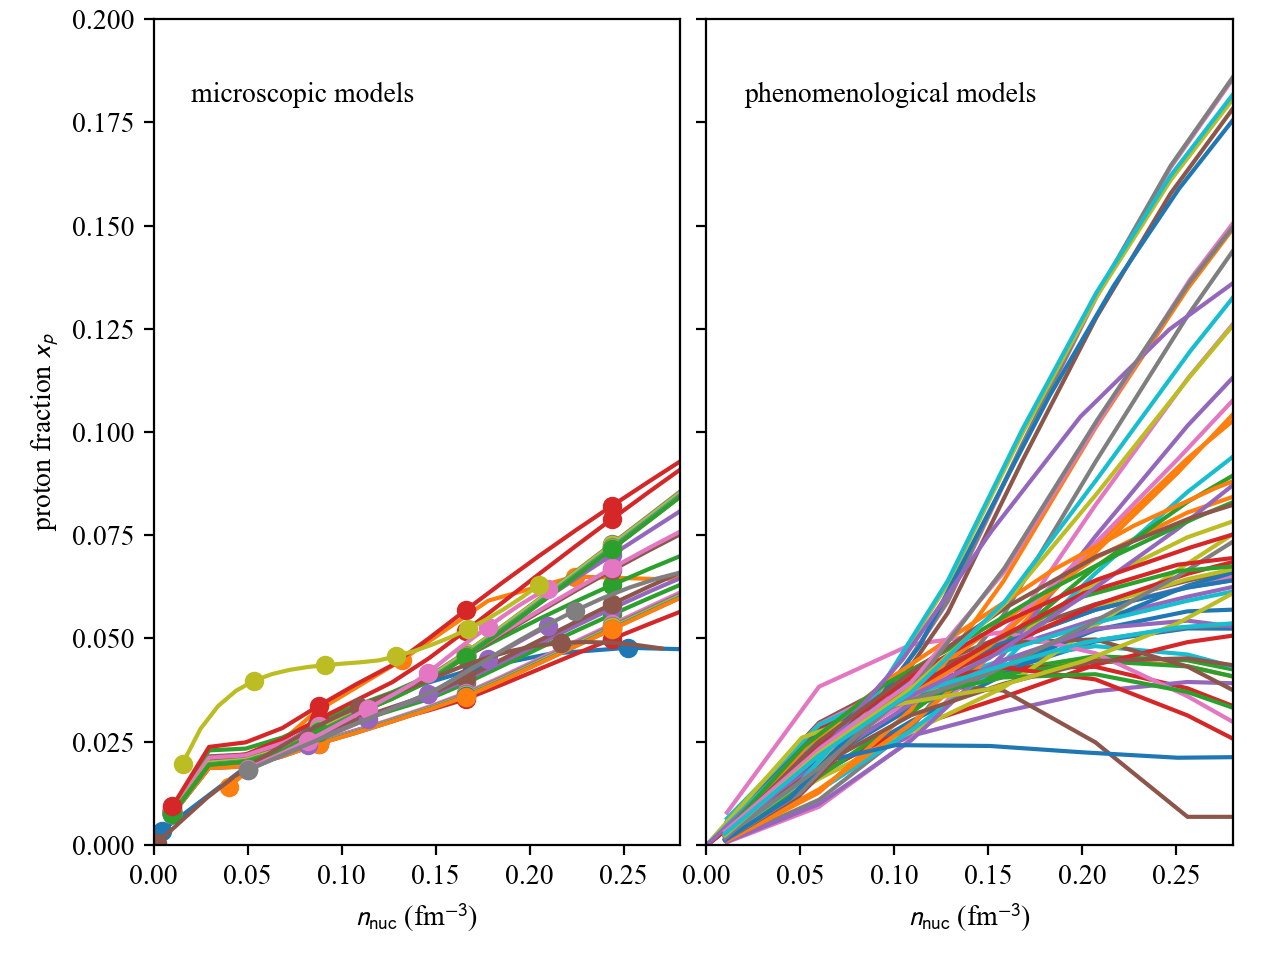 0.200
0.175
0.150
0.125
0.100
0.075
0.050
0.025
0.000
proton fraction xₚ
microscopic models
0.00 0.05 0.10 0.15 0.20 0.25
n_nuc (fm⁻³)
phenomenological models
0.00 0.05 0.10 0.15 0.20 0.25
n_nuc (fm⁻³)